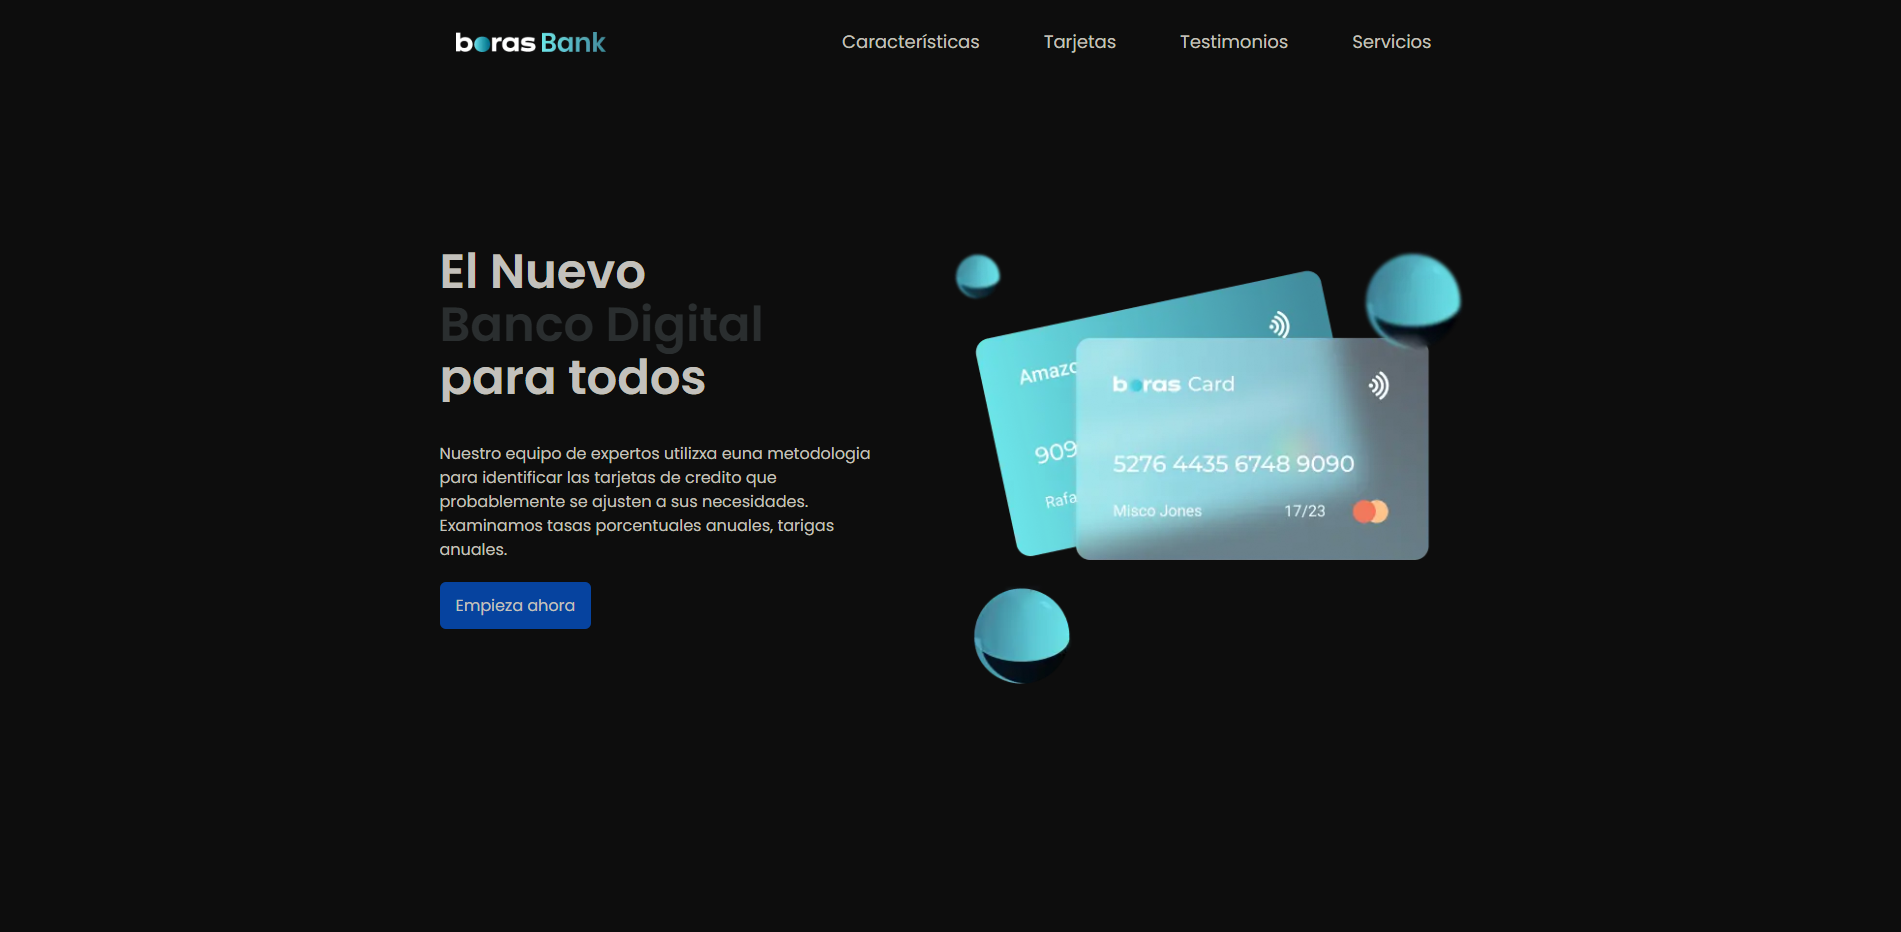 boras Bank
Características
Tarjetas
Testimonios
Servicios
El Nuevo
Banco Digital
para todos
Nuestro equipo de expertos utilizxa euna metodologia
para identificar las tarjetas de credito que
probablemente se ajusten a sus necesidades.
Examinamos tasas porcentuales anuales, tarigas
anuales.
Empieza ahora
Amazo
909
Rafa
boras Card
5276 4435 6748 9090
Misco Jones
17/23